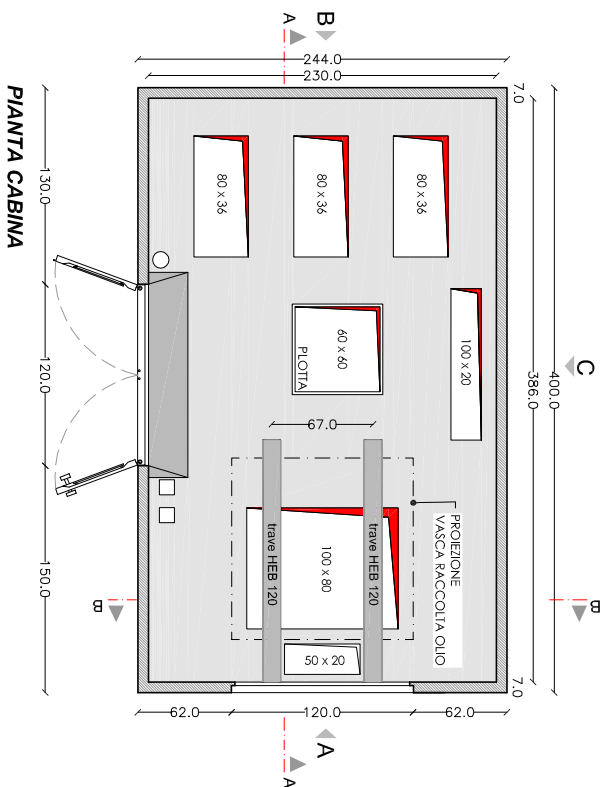 A
B
244.0
230.0
7.0
PIANTA CABINA
130.0
80 x 36
80 x 36
80 x 36
C
100 x 20
60 x 60
PLOTTA
386.0
400.0
120.0
67.0
PROIEZIONE
VASCA RACCOLTA OLIO
trave HEB 120
trave HEB 120
100 x 80
50 x 20
150.0
B
B
7.0
62.0
120.0
62.0
A
A